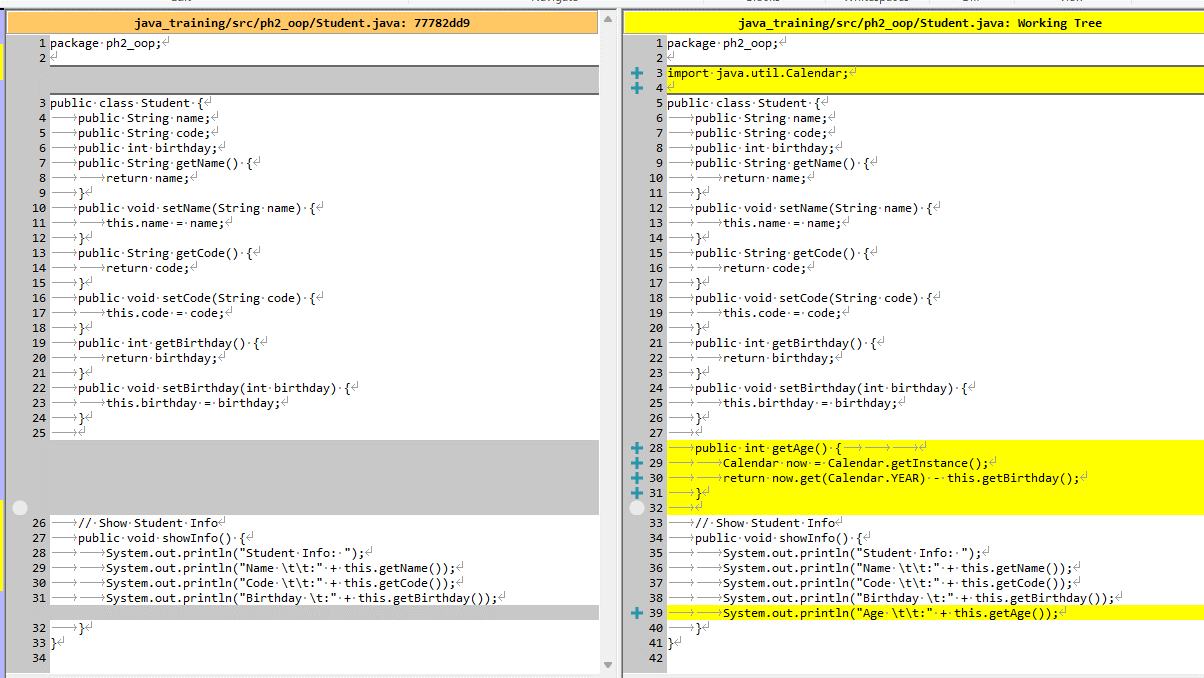 java_training/src/ph2_oop/Student.java: 77782dd9
1 package ph2_oop;
2
3 public class Student {
4 public String name;
5 public String code;
6 public int birthday;
7 public String getName() {
8 return name;
9 }
10 public void setName(String name) {
11 this.name = name;
12 }
13 public String getCode() {
14 return code;
15 }
16 public void setCode(String code) {
17 this.code = code;
18 }
19 public int getBirthday() {
20 return birthday;
21 }
22 public void setBirthday(int birthday) {
23 this.birthday = birthday;
24 }
25
26 // Show Student Info
27 public void showInfo() {
28 System.out.println("Student Info: ");
29 System.out.println("Name \t\t:" + this.getName());
30 System.out.println("Code \t\t:" + this.getCode());
31 System.out.println("Birthday \t:" + this.getBirthday());
32 }
33 }
34
java_training/src/ph2_oop/Student.java: Working Tree
1 package ph2_oop;
2
3 import java.util.Calendar;
4
5 public class Student {
6 public String name;
7 public String code;
8 public int birthday;
9 public String getName() {
10 return name;
11 }
12 public void setName(String name) {
13 this.name = name;
14 }
15 public String getCode() {
16 return code;
17 }
18 public void setCode(String code) {
19 this.code = code;
20 }
21 public int getBirthday() {
22 return birthday;
23 }
24 public void setBirthday(int birthday) {
25 this.birthday = birthday;
26 }
27
28 public int getAge() {
29 Calendar now = Calendar.getInstance();
30 return now.get(Calendar.YEAR) - this.getBirthday();
31 }
32
33 // Show Student Info
34 public void showInfo() {
35 System.out.println("Student Info: ");
36 System.out.println("Name \t\t:" + this.getName());
37 System.out.println("Code \t\t:" + this.getCode());
38 System.out.println("Birthday \t:" + this.getBirthday());
39 System.out.println("Age \t\t:" + this.getAge());
40 }
41 }
42